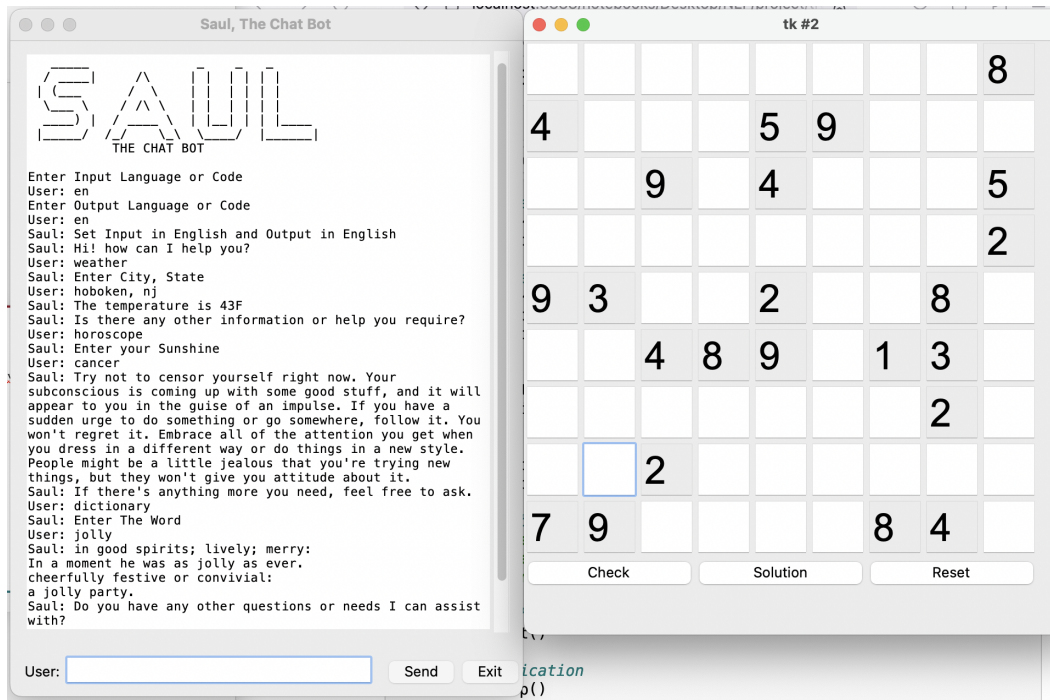 localhost:8888/notebooks/Desktop/NLP/project
Saul, The Chat Bot
SAUL
THE CHAT BOT
Enter Input Language or Code
User: en
Enter Output Language or Code
User: en
Saul: Set Input in English and Output in English
Saul: Hi! how can I help you?
User: weather
Saul: Enter City, State
User: hoboken, nj
Saul: The temperature is 43F
Saul: Is there any other information or help you require?
User: horoscope
Saul: Enter your Sunshine
User: cancer
Saul: Try not to censor yourself right now. Your
subconscious is coming up with some good stuff, and it will
appear to you in the guise of an impulse. If you have a
sudden urge to do something or go somewhere, follow it. You
won't regret it. Embrace all of the attention you get when
you dress in a different way or do things in a new style.
People might be a little jealous that you're trying new
things, but they won't give you attitude about it.
Saul: If there's anything more you need, feel free to ask.
User: dictionary
Saul: Enter The Word
User: jolly
Saul: in good spirits; lively; merry:
In a moment he was as jolly as ever.
cheerfully festive or convivial:
a jolly party.
Saul: Do you have any other questions or needs I can assist
with?
User:
Send
Exit
tk #2
8
4 5 9
9 4 5
2
9 3 2 8
4 8 9 1 3
2
2
7 9 8 4
Check
Solution
Reset
ication
p()